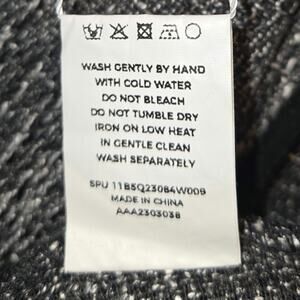 WASH GENTLY BY HAND
WITH COLD WATER
DO NOT BLEACH
DO NOT TUMBLE DRY
IRON ON LOW HEAT
IN GENTLE CLEAN
WASH SEPARATELY
SPU 11BSQ23084W009
MADE IN CHINA
AAA2303038